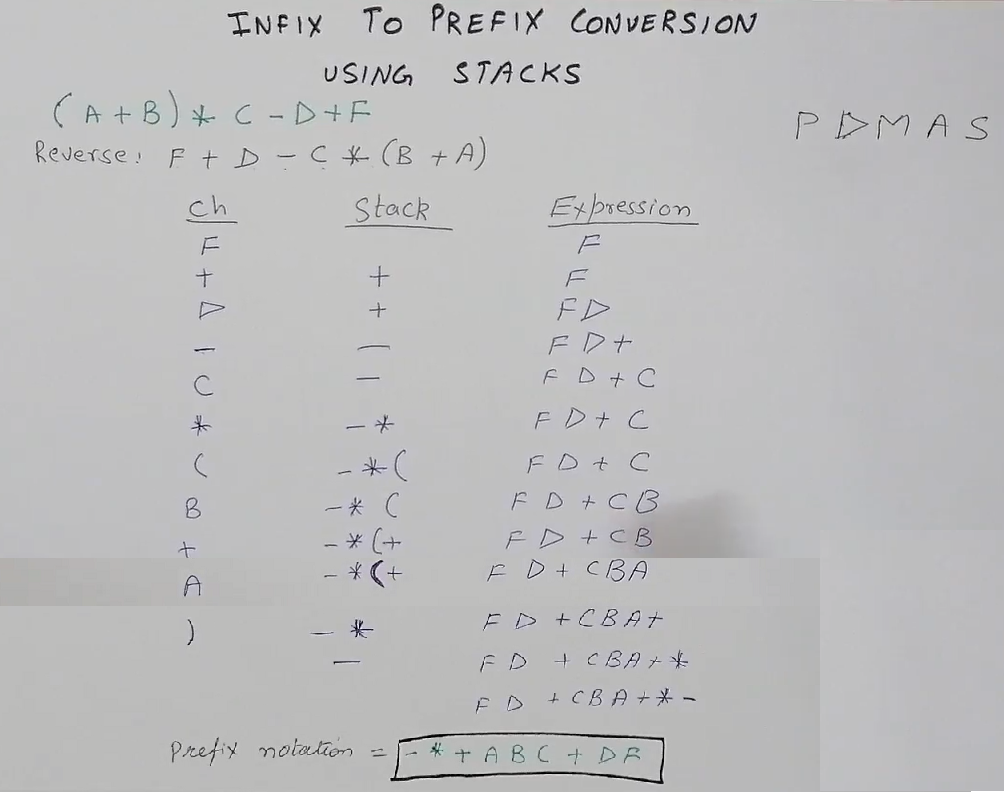 INFIX TO PREFIX CONVERSION
USING STACKS
(A+B) * C - D + F
PDMAS
Reverse: F + D - C * (B + A)
Ch Stack Expression
F F
+ + F
D + FD
- - FD+
C - FD+C
* -* FD+C
( -*( FD+C
B -*( FD+CB
+ -*(+ FD+CB
A -*(+ FD+CBA
) -* FD+CBA+
- FD+CBA+*
FD+CBA+*-
Prefix notation = -*+ABC+DF